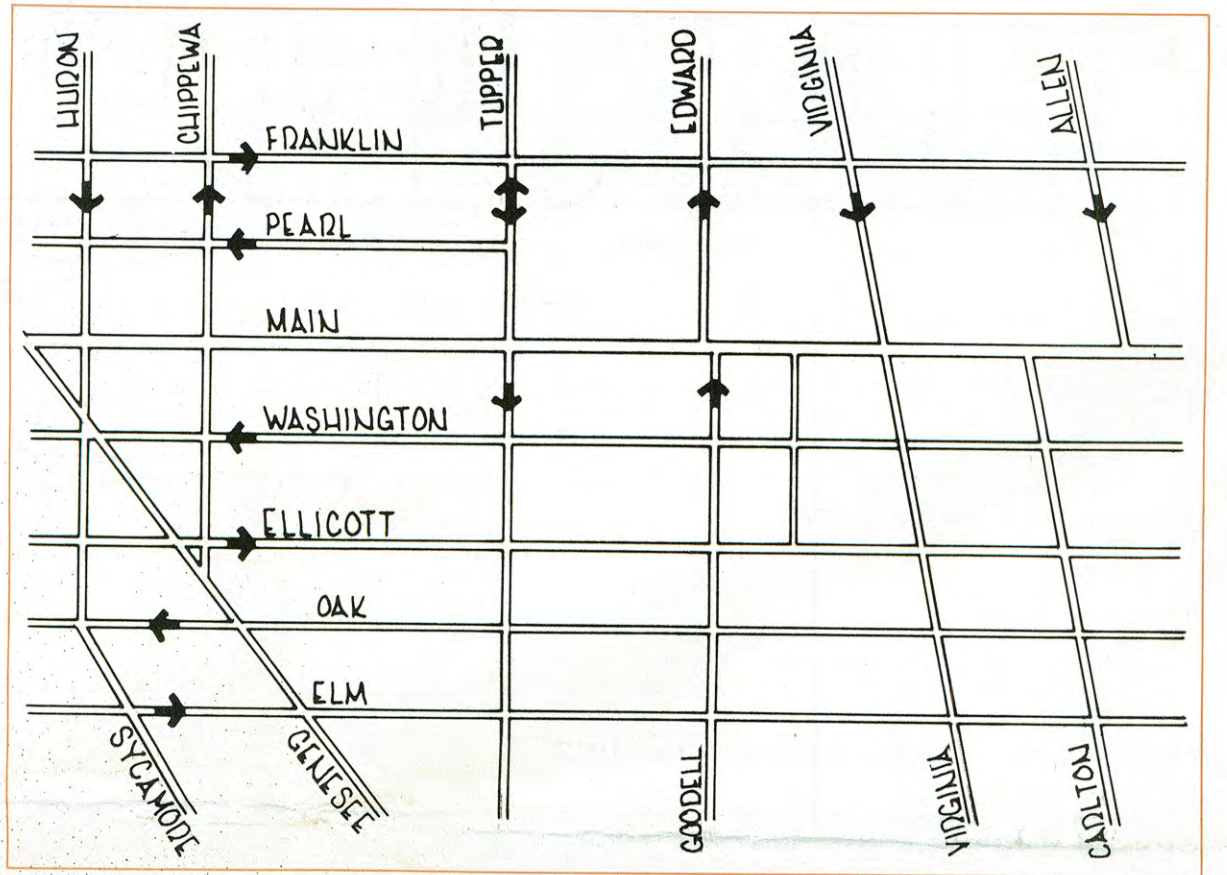 HURON
CHIPPEWA
TUPPER
EDWARD
VIRGINIA
ALLEN
FRANKLIN
PEARL
MAIN
WASHINGTON
ELLICOTT
OAK
ELM
SYCAMORE
GENESEE
GOODELL
VIRGINIA
CARLTON